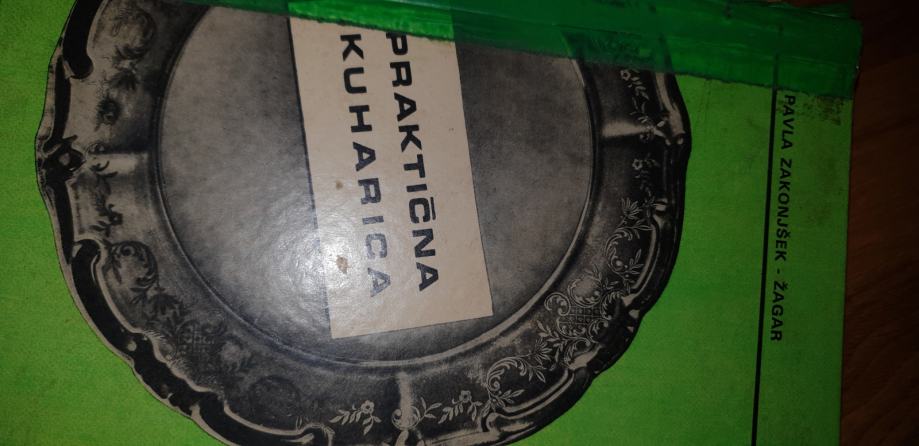 PAVLA ZAKONJŠEK - ŽAGAR
PRAKTIČNA
KUHARICA